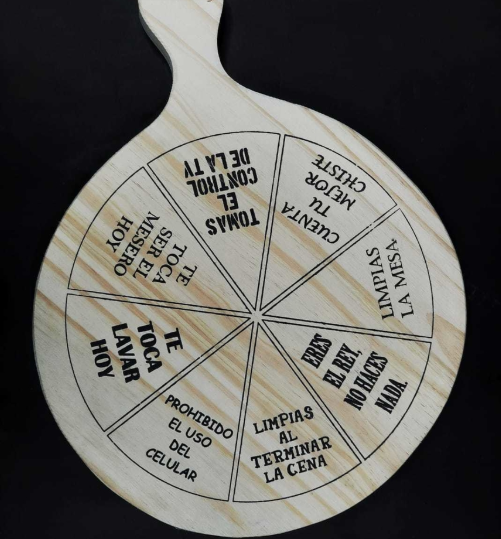 TOMAS
EL
CONTROL
DE LA TV
CUENTA
TU
MEJOR
CHISTE
LIMPIAS
LA MESA
ERES
EL REY,
NO HACES
NADA.
LIMPIAS
AL
TERMINAR
LA CENA
PROHIBIDO
EL USO
DEL
CELULAR
TE
TOCA
LAVAR
HOY
TE
TOCA
SER EL
MESERO
HOY